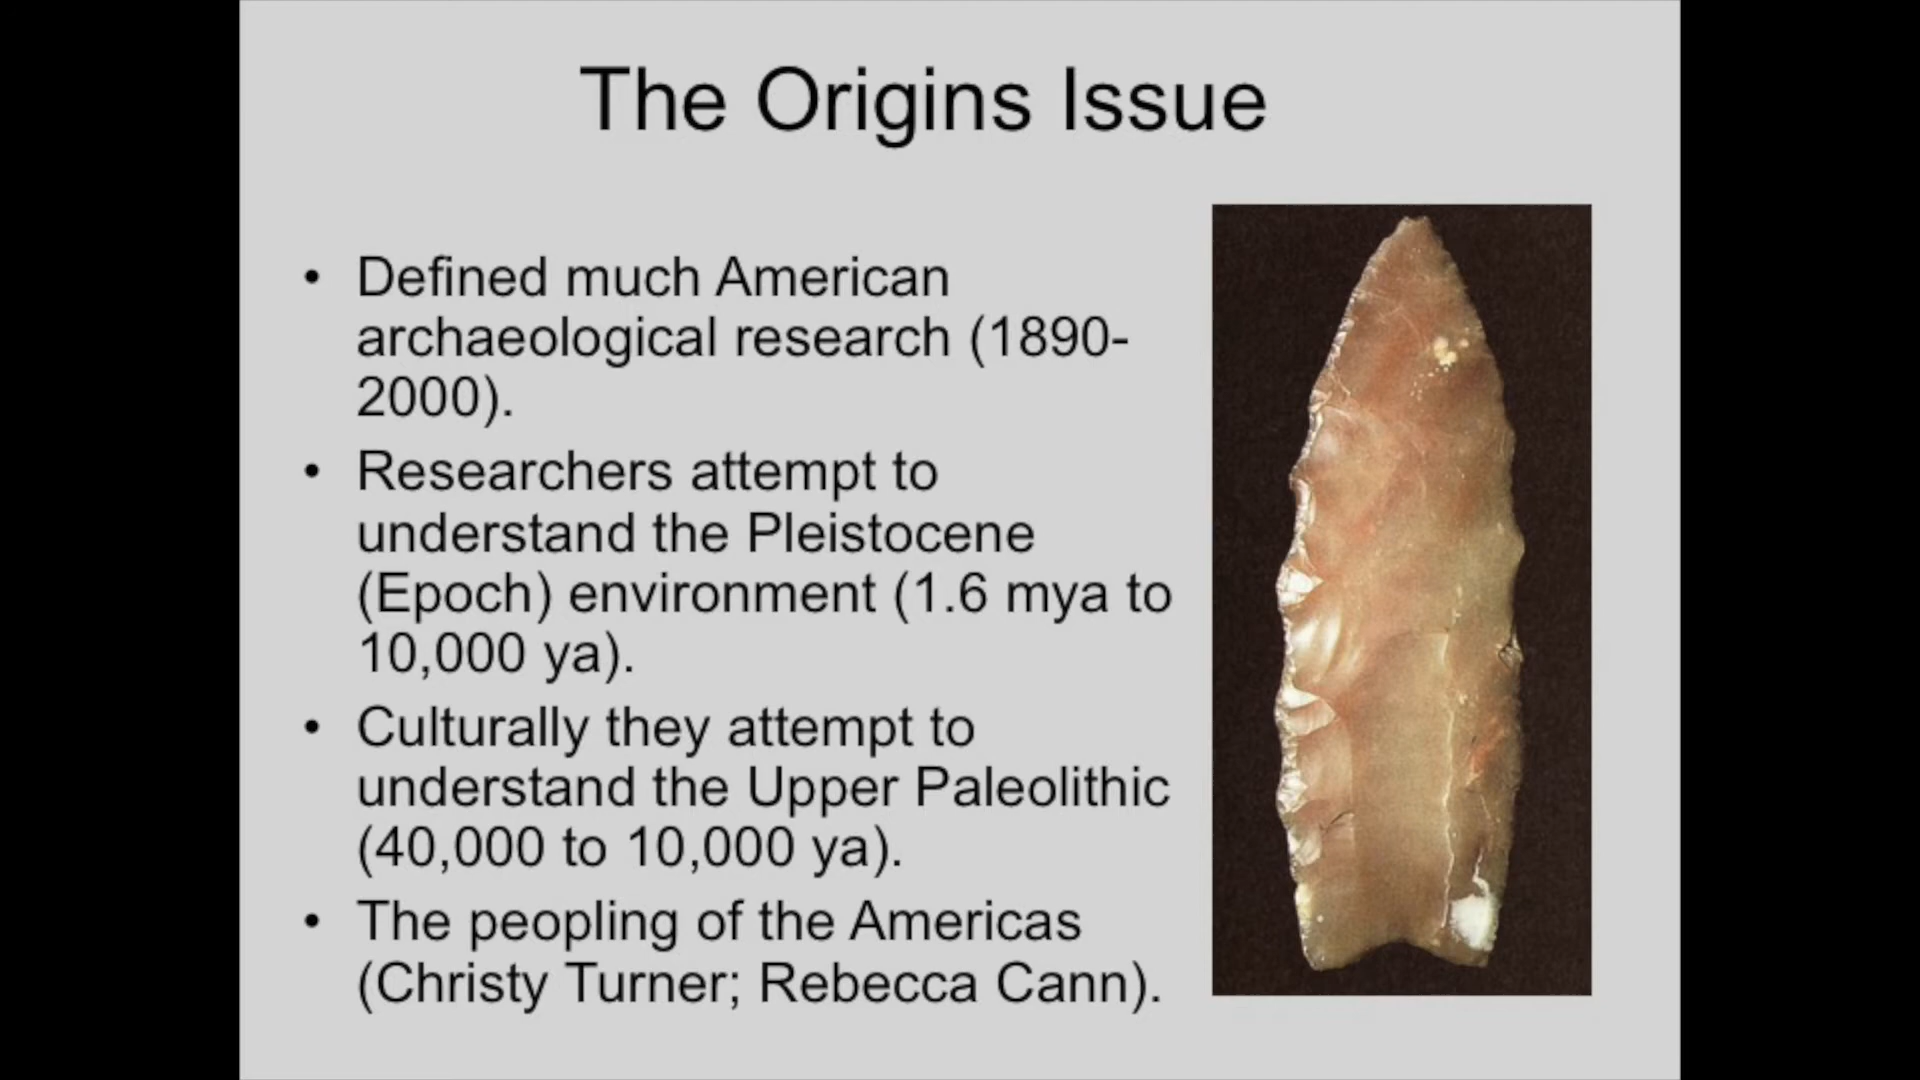 The Origins Issue
• Defined much American
archaeological research (1890-
2000).
• Researchers attempt to
understand the Pleistocene
(Epoch) environment (1.6 mya to
10,000 ya).
• Culturally they attempt to
understand the Upper Paleolithic
(40,000 to 10,000 ya).
• The peopling of the Americas
(Christy Turner; Rebecca Cann).